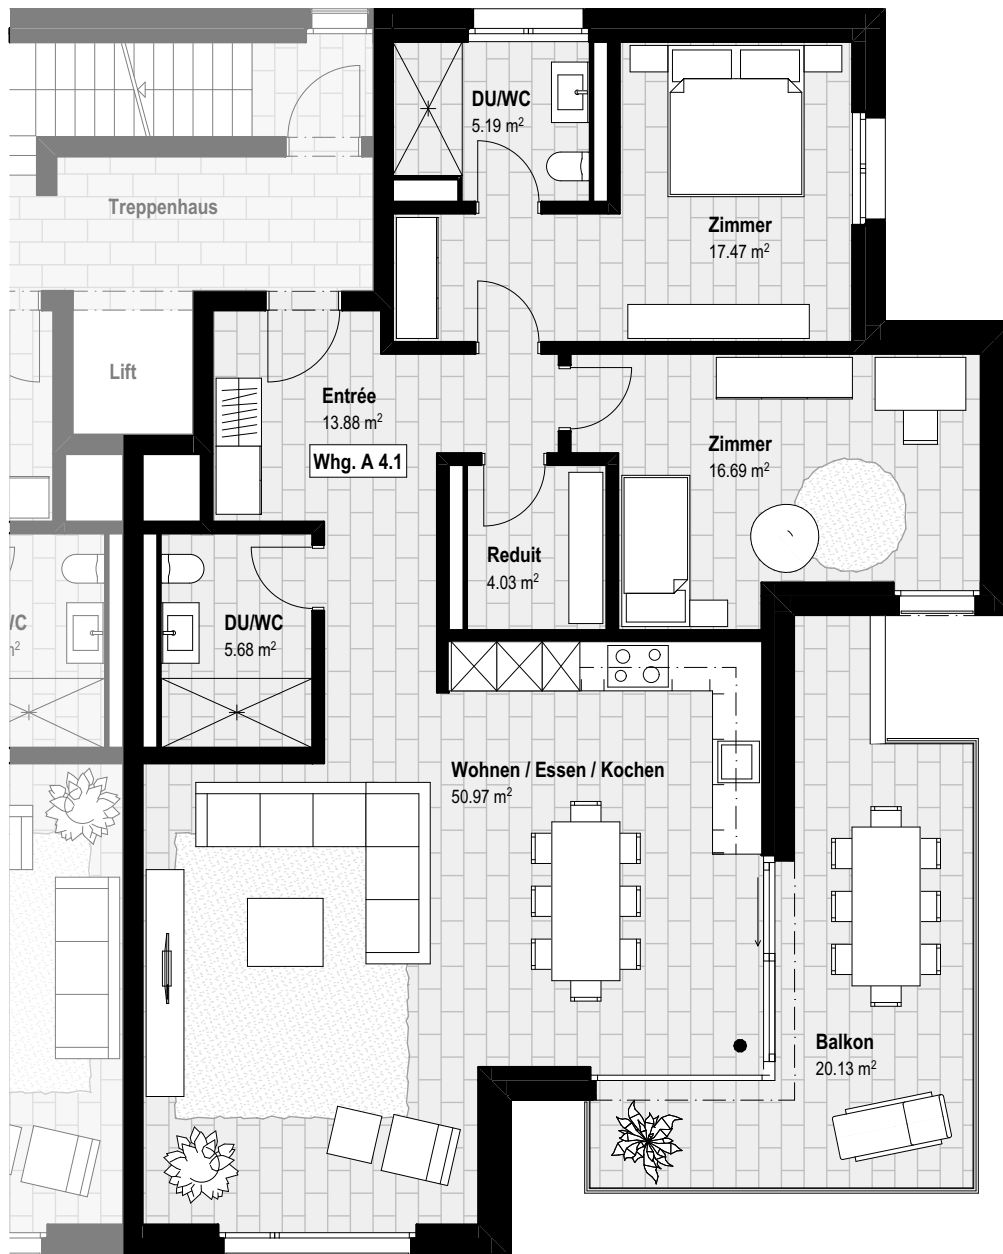 DU/WC
5.19 m²
Treppenhaus
Zimmer
17.47 m²
Lift
Entrée
13.88 m²
Whg. A 4.1
Zimmer
16.69 m²
Reduit
4.03 m²
DU/WC
5.68 m²
/C
m²
Wohnen / Essen / Kochen
50.97 m²
Balkon
20.13 m²